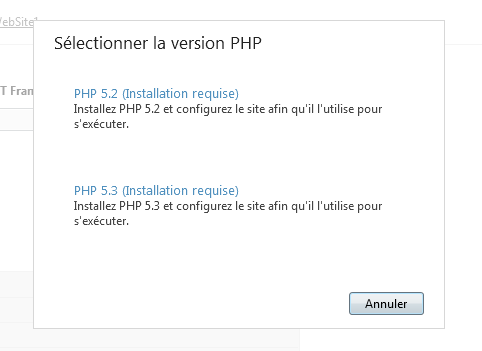 WebSite1
Sélectionner la version PHP
PHP 5.2 (Installation requise)
T Fran
Installez PHP 5.2 et configurez le site afin qu'il l'utilise pour
s'exécuter.
PHP 5.3 (Installation requise)
Installez PHP 5.3 et configurez le site afin qu'il l'utilise pour
s'exécuter.
Annuler